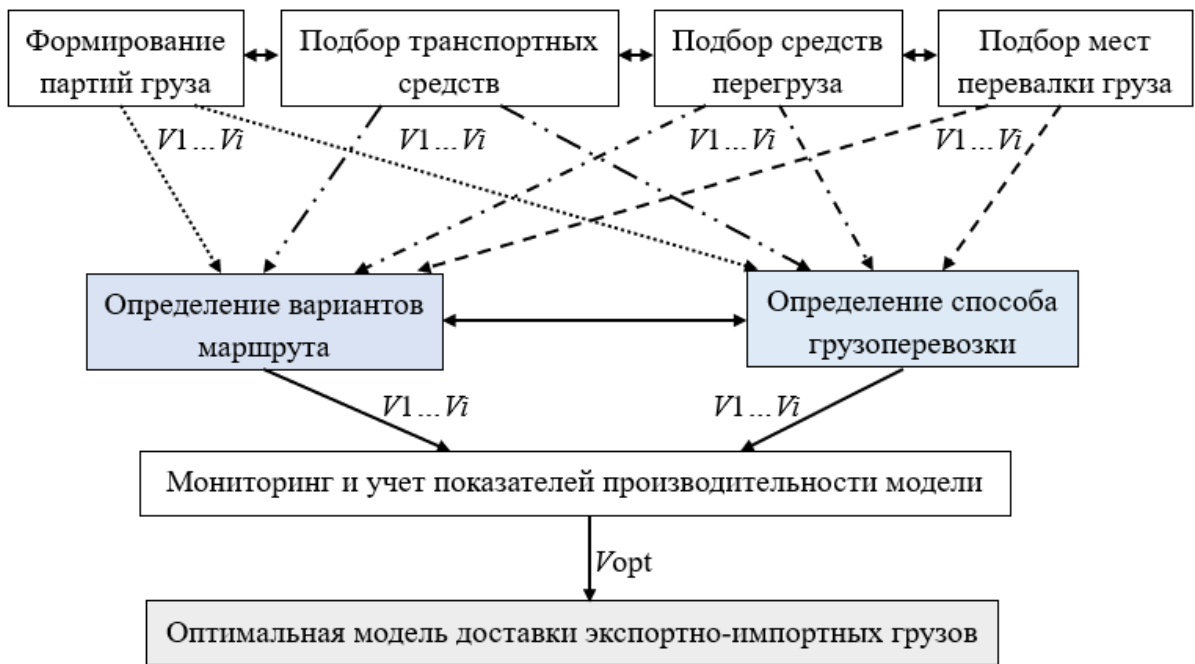 Формирование
партий груза
Подбор транспортных
средств
Подбор средств
перегруза
Подбор мест
перевалки груза
V1...Vi
V1...Vi
V1...Vi
V1...Vi
Определение вариантов
маршрута
Определение способа
грузоперевозки
V1...Vi
V1...Vi
Мониторинг и учет показателей производительности модели
Vopt
Оптимальная модель доставки экспортно-импортных грузов